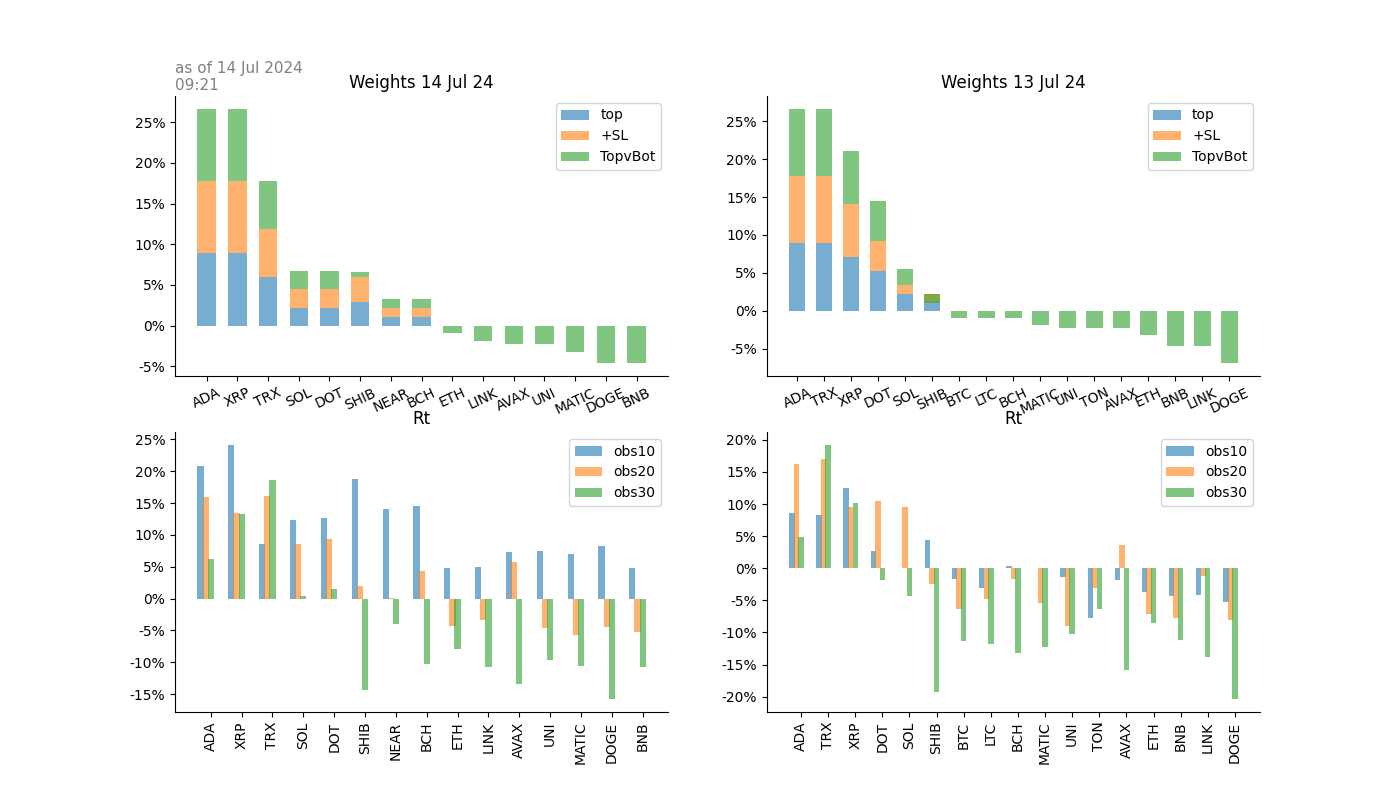 as of 14 Jul 2024
09:21
Weights 14 Jul 24
25%
20%
15%
10%
5%
0%
-5%
top
+SL
TopvBot
ADA XRP TRX SOL DOT SHIB NEAR BCH ETH LINK AVAX UNI MATIC DOGE BNB
Weights 13 Jul 24
25%
20%
15%
10%
5%
0%
-5%
top
+SL
TopvBot
ADA TRX XRP DOT SOL SHIB BTC LTC BCH MATIC UNI TON AVAX ETH BNB LINK DOGE
Rt
25%
20%
15%
10%
5%
0%
-5%
-10%
-15%
obs10
obs20
obs30
ADA XRP TRX SOL DOT SHIB NEAR BCH ETH LINK AVAX UNI MATIC DOGE BNB
Rt
20%
15%
10%
5%
0%
-5%
-10%
-15%
-20%
obs10
obs20
obs30
ADA TRX XRP DOT SOL SHIB BTC LTC BCH MATIC UNI TON AVAX ETH BNB LINK DOGE